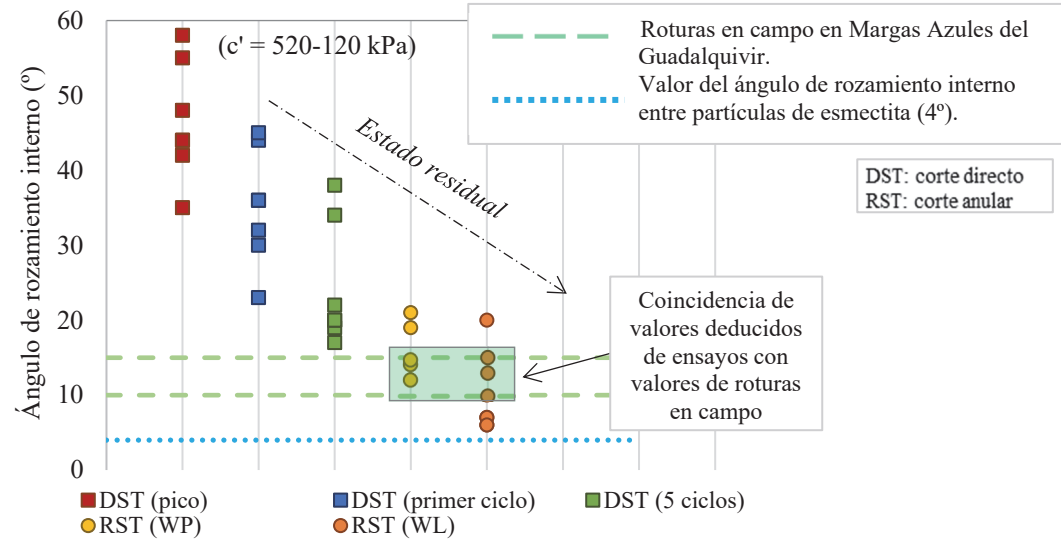 60
50
40
30
20
10
0
Ángulo de rozamiento interno (º)
(c' = 520-120 kPa)
Estado residual
Roturas en campo en Margas Azules del
Guadalquivir.
Valor del ángulo de rozamiento interno
entre partículas de esmectita (4º).
DST: corte directo
RST: corte anular
Coincidencia de
valores deducidos
de ensayos con
valores de roturas
en campo
DST (pico)
DST (primer ciclo)
DST (5 ciclos)
RST (WP)
RST (WL)